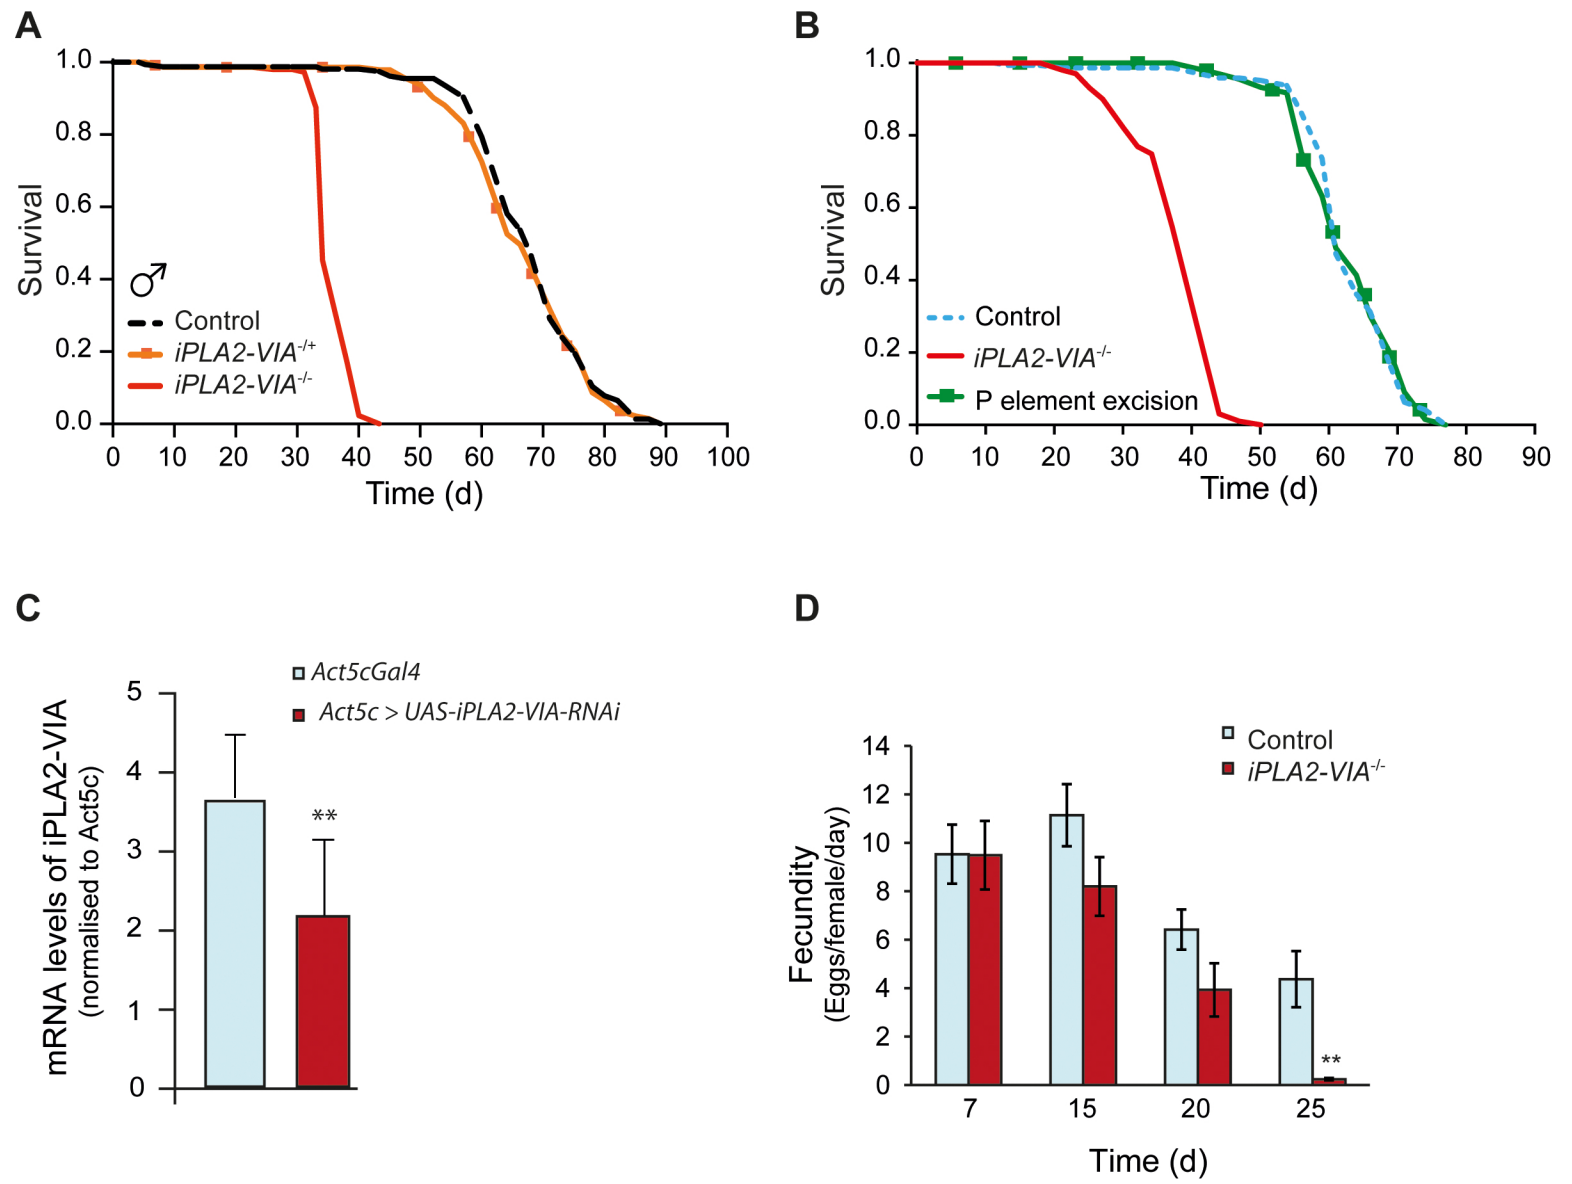 A
1.0
0.8
0.6
0.4
0.2
0.0
Survival
♂
Control
iPLA2-VIA-/+
iPLA2-VIA-/-
0 10 20 30 40 50 60 70 80 90 100
Time (d)
B
1.0
0.8
0.6
0.4
0.2
0.0
Survival
Control
iPLA2-VIA-/-
P element excision
0 10 20 30 40 50 60 70 80 90
Time (d)
C
Act5cGal4
Act5c > UAS-iPLA2-VIA-RNAi
5
4
3
2
1
0
mRNA levels of iPLA2-VIA
(normalised to Act5c)
**
D
Control
iPLA2-VIA-/-
14
12
10
8
6
4
2
0
Fecundity
(Eggs/female/day)
**
7 15 20 25
Time (d)